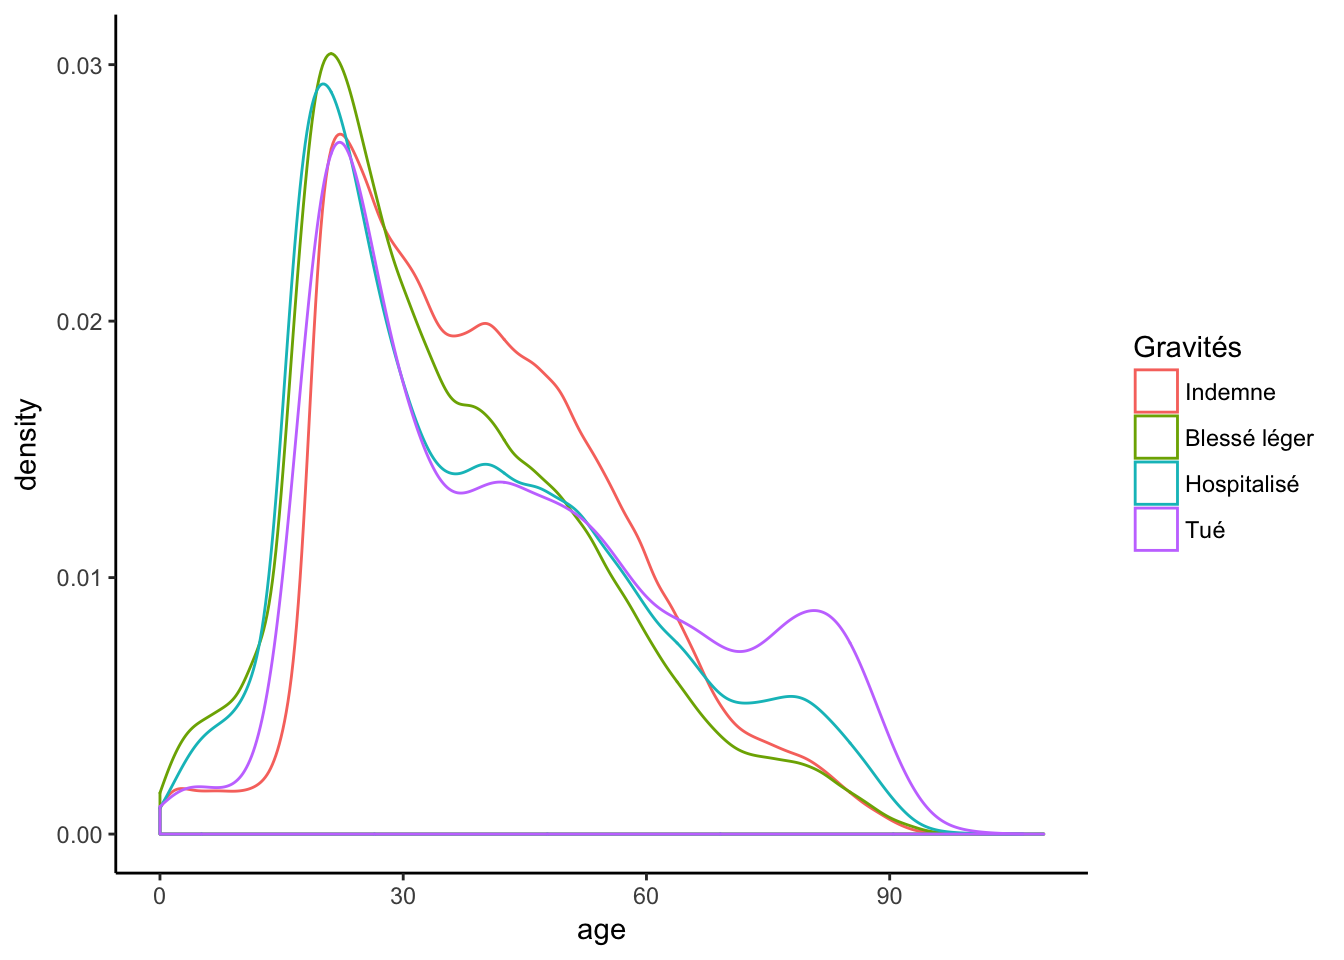 0.03
0.02
0.01
0.00
density
0
30
60
90
age
Gravités
Indemne
Blessé léger
Hospitalisé
Tué